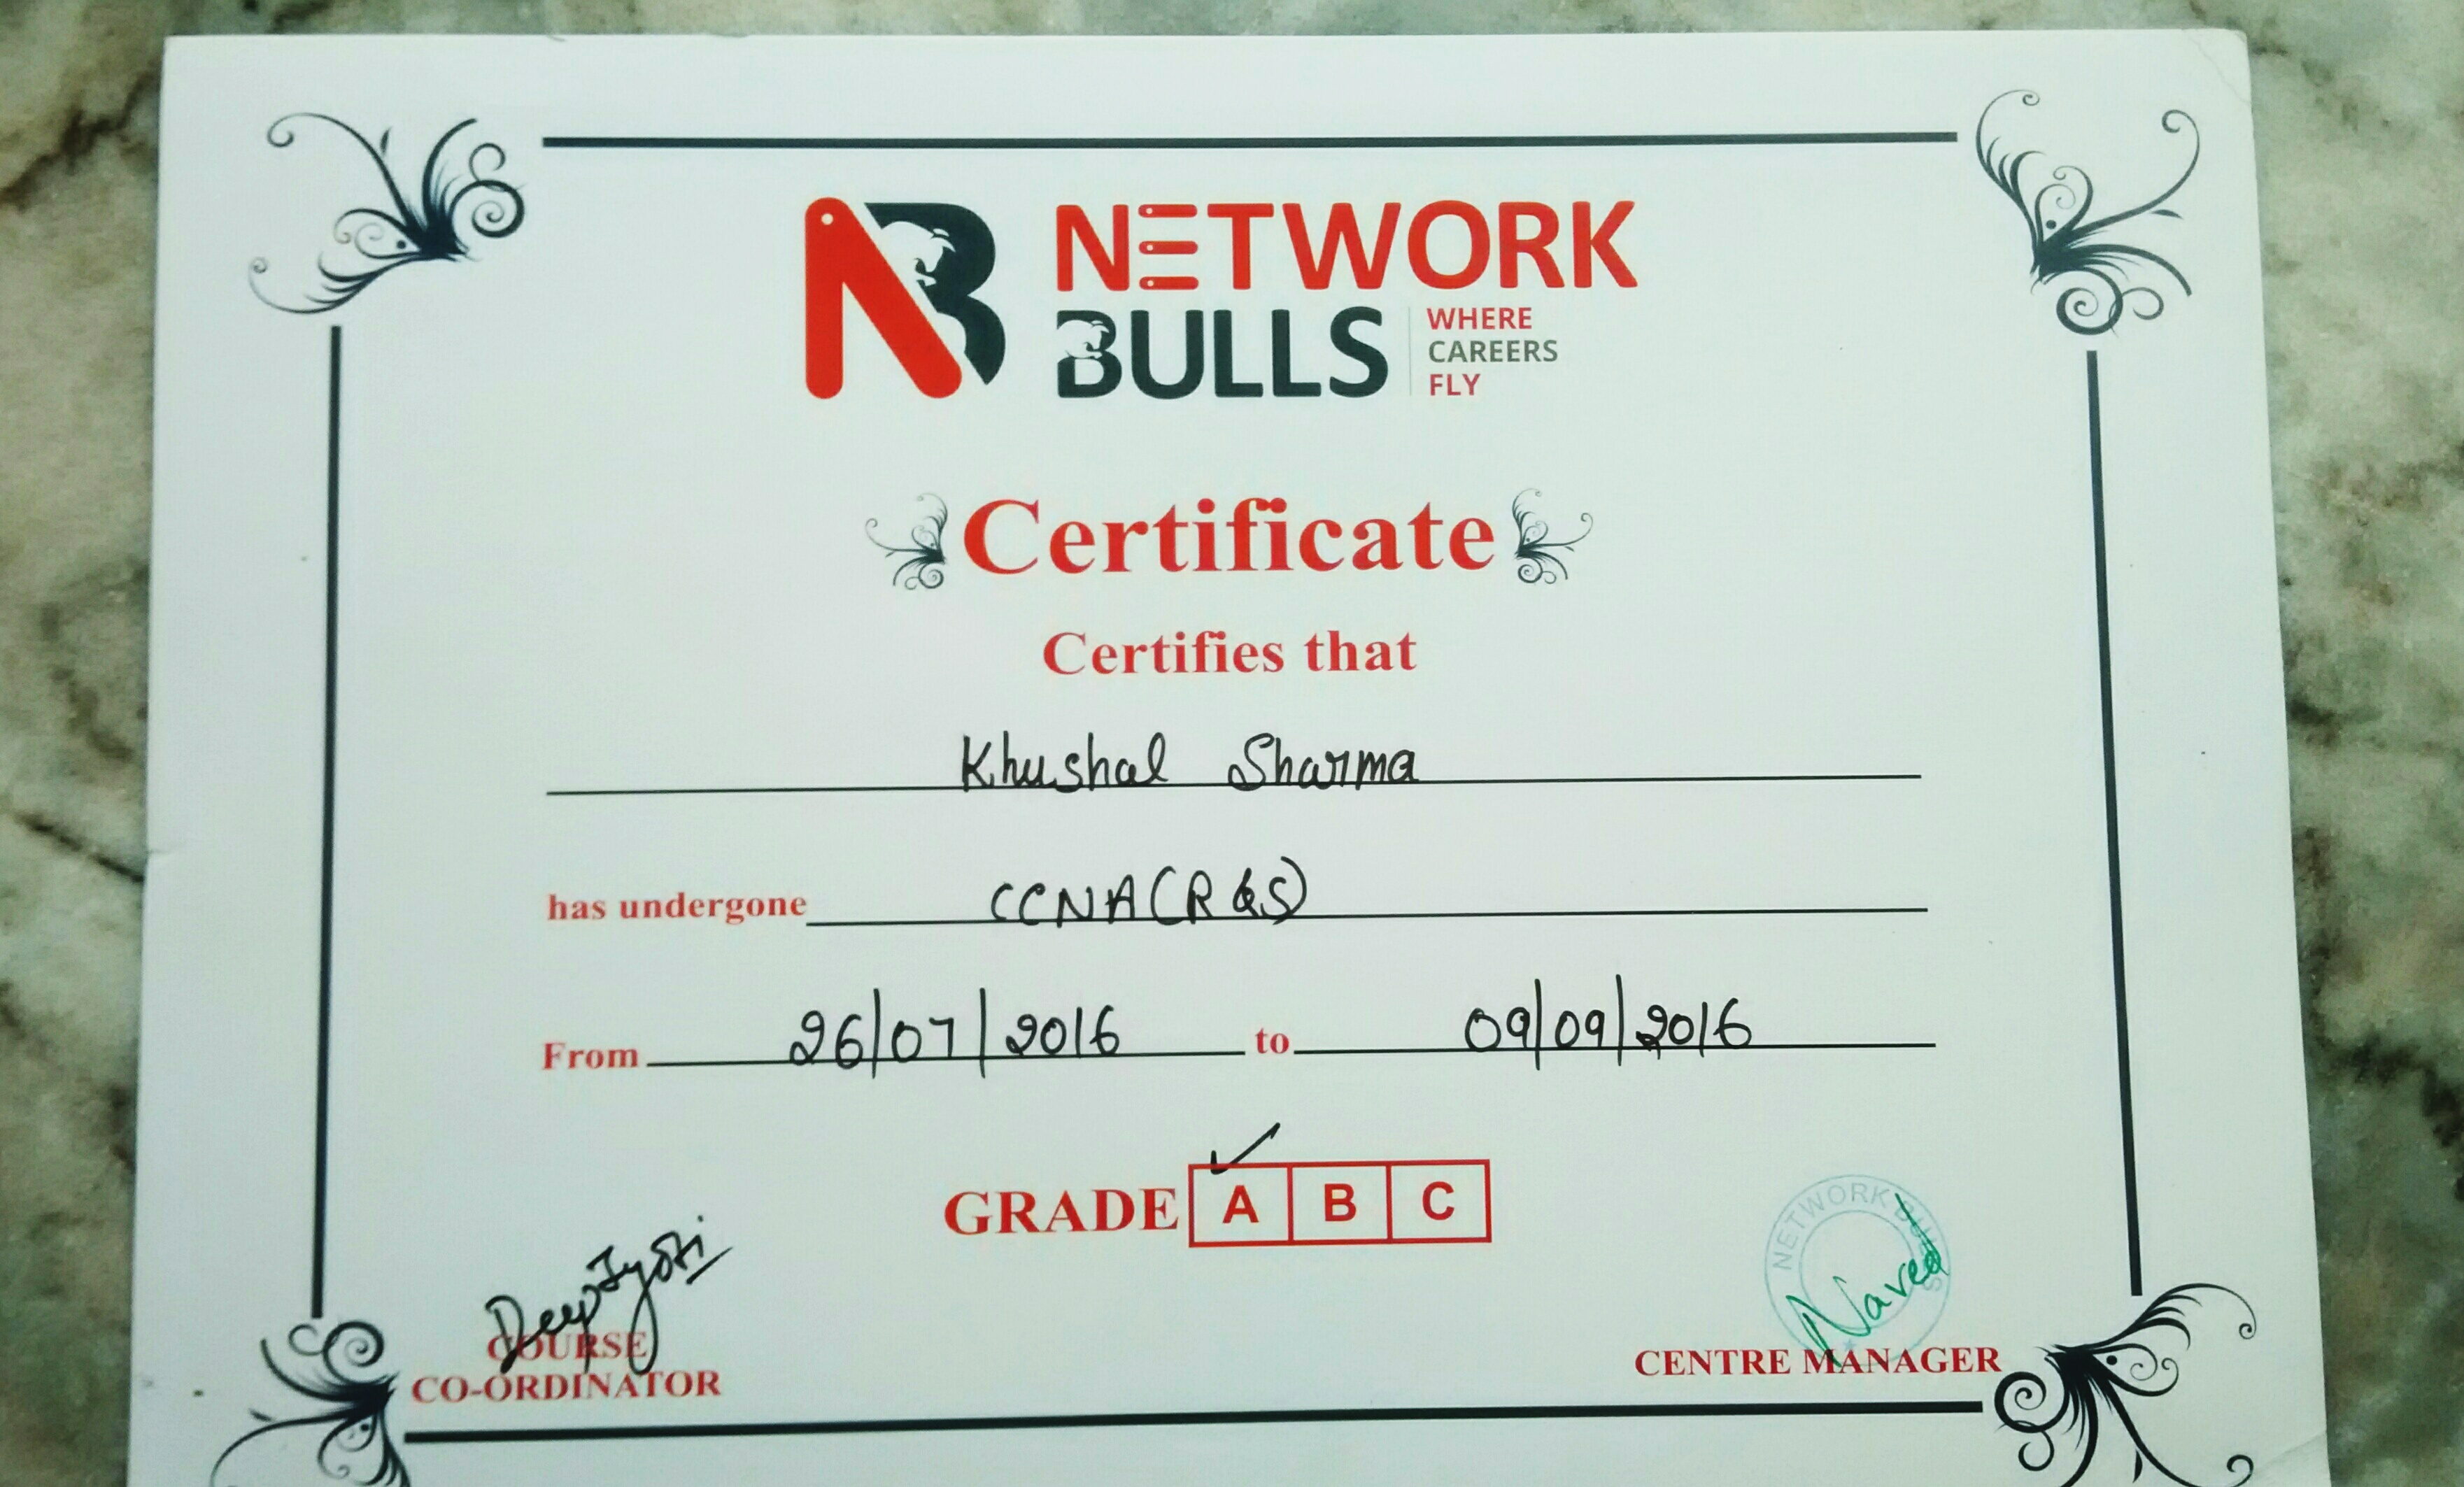 NB NETWORK
BULLS
WHERE
CAREERS
FLY
Certificate
Certifies that
Khushal Sharma
has undergone CCNA (R&S)
From 26/07/2016 to 09/09/2016
GRADE A B C
NETWORK BULLS
Deepjyoti
Naved
COURSE
CO-ORDINATOR
CENTRE MANAGER